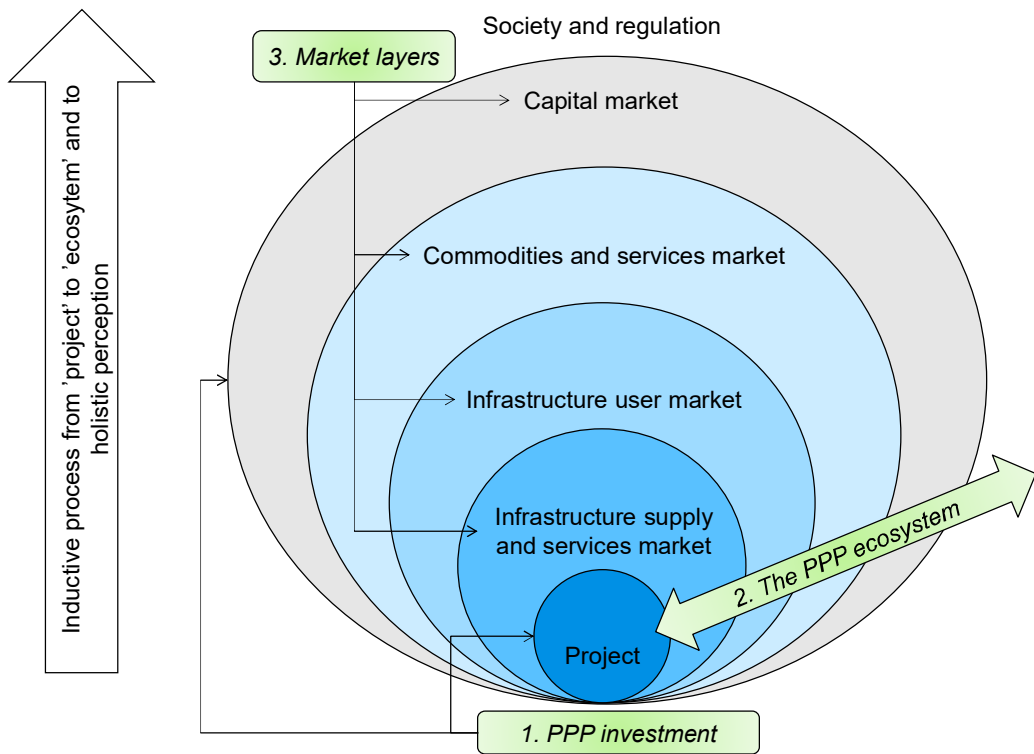 Society and regulation
3. Market layers
Capital market
Commodities and services market
Infrastructure user market
Infrastructure supply
and services market
2. The PPP ecosystem
Project
1. PPP investment
Inductive process from ’project’ to ’ecosytem’ and to
holistic perception